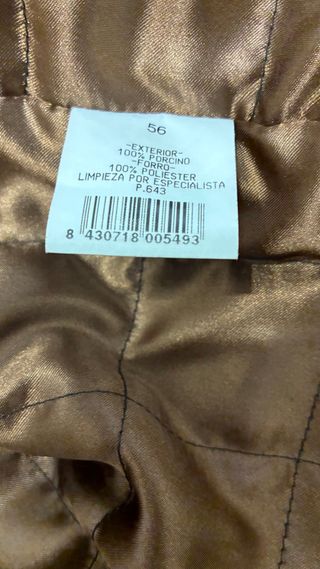 56
-EXTERIOR-
100% PORCINO
-FORRO-
100% POLIESTER
LIMPIEZA POR ESPECIALISTA
P.643
8 430718 005493